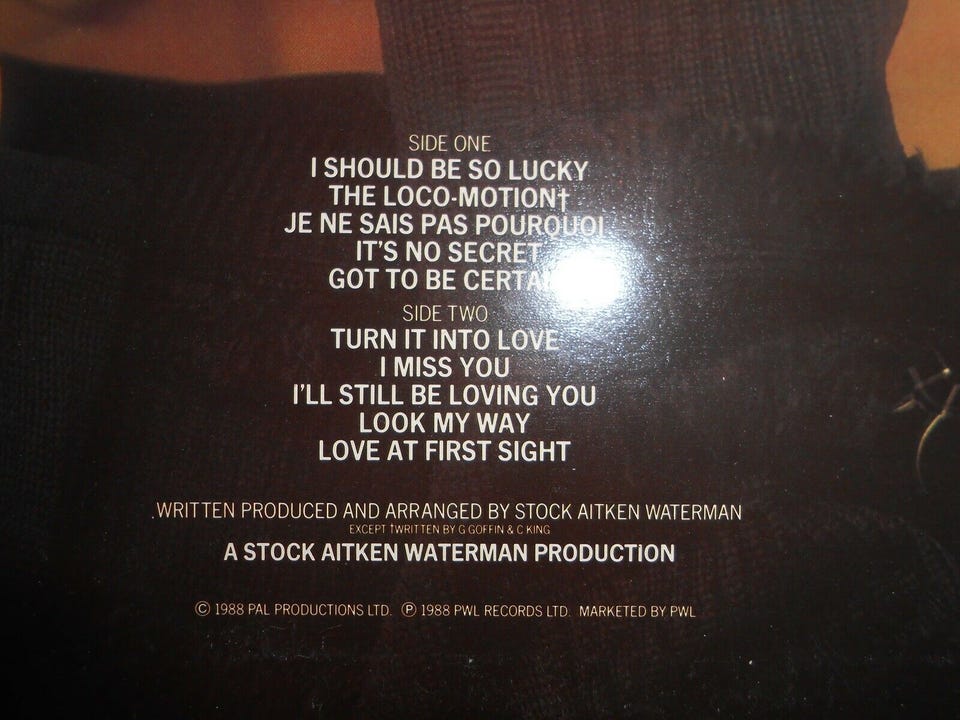 SIDE ONE
I SHOULD BE SO LUCKY
THE LOCO-MOTION†
JE NE SAIS PAS POURQUOI
IT'S NO SECRET
GOT TO BE
SIDE TWO
TURN IT INTO LOVE
I MISS YOU
I'LL STILL BE LOVING YOU
LOOK MY WAY
LOVE AT FIRST SIGHT
WRITTEN PRODUCED AND ARRANGED BY STOCK AITKEN WATERMAN
EXCEPT †WRITTEN BY G GOFFIN & C KING
A STOCK AITKEN WATERMAN PRODUCTION
© 1988 PAL PRODUCTIONS LTD. ℗ 1988 PWL RECORDS LTD. MARKETED BY PWL